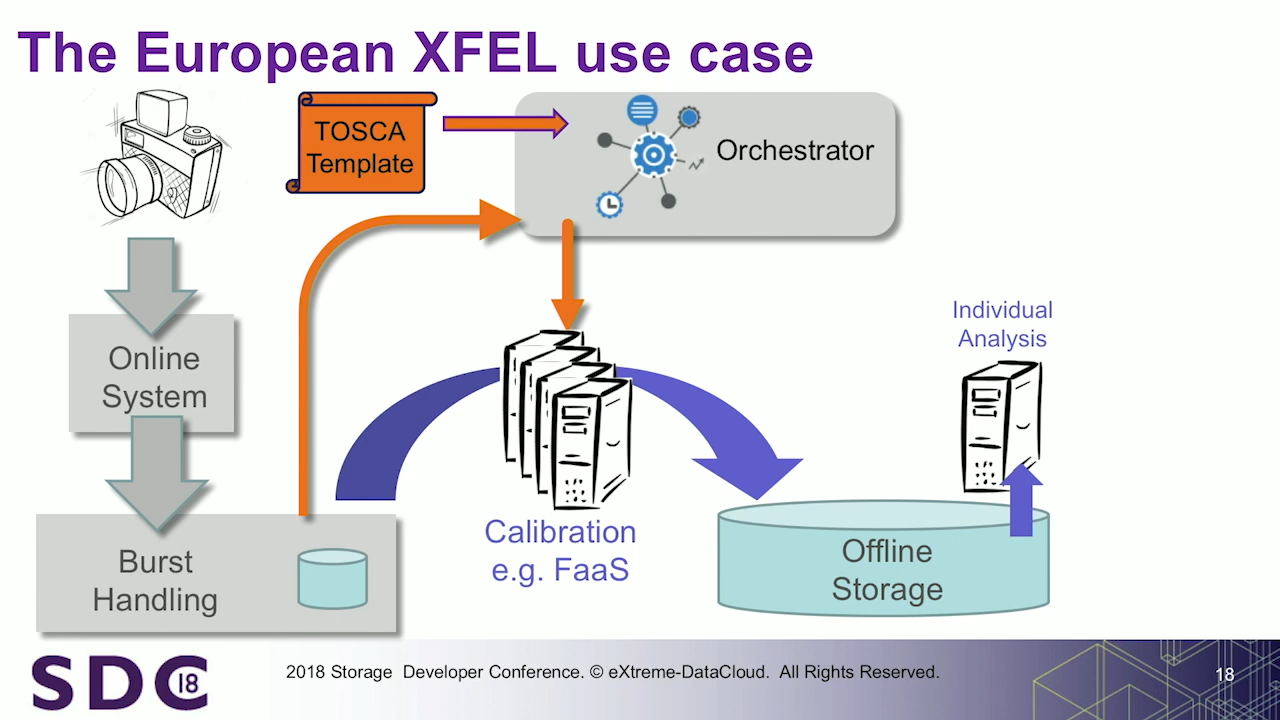 The European XFEL use case
TOSCA
Template
Orchestrator
Individual
Analysis
Online
System
Calibration
e.g. FaaS
Offline
Storage
Burst
Handling
SDC 18
2018 Storage Developer Conference. © eXtreme-DataCloud. All Rights Reserved.
18